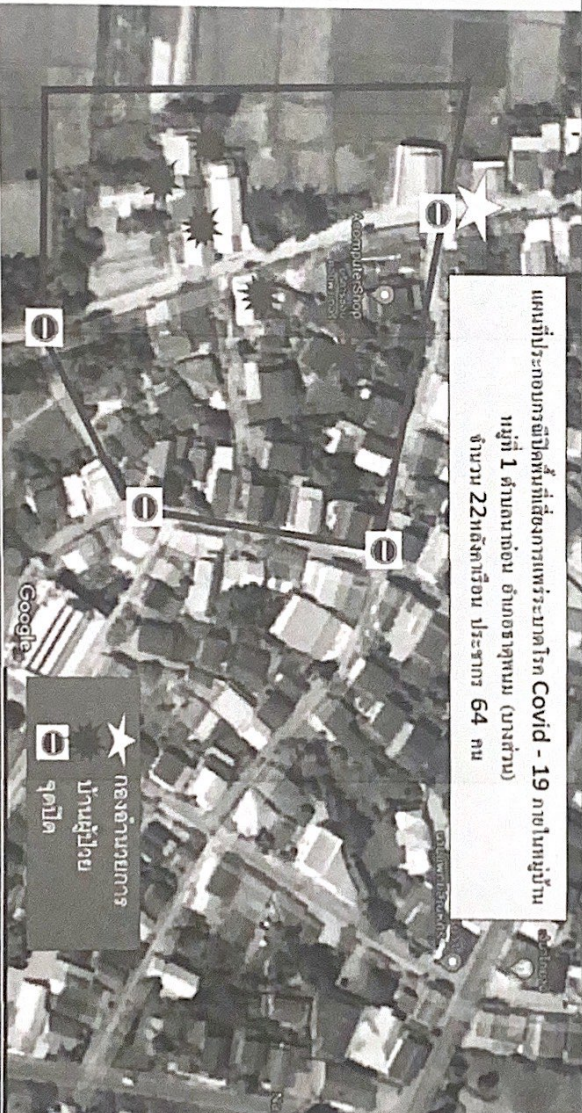 แผนที่ประกอบกรณีปิดพื้นที่เสี่ยงการแพร่ระบาดโรค Covid - 19 ภายในหมู่บ้าน
หมู่ที่ 1 ตำบลนาถ่อน อำเภอธาตุพนม (บางส่วน)
จำนวน 22หลังคาเรือน ประชากร 64 คน
Acomputer Shop
Google
กองอำนวยการ
บ้านผู้ป่วย
จุดปิด